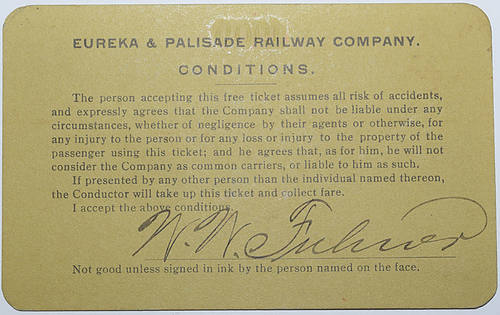 EUREKA & PALISADE RAILWAY COMPANY.
CONDITIONS.
The person accepting this free ticket assumes all risk of accidents,
and expressly agrees that the Company shall not be liable under any
circumstances, whether of negligence by their agents or otherwise, for
any injury to the person or for any loss or injury to the property of the
passenger using this ticket; and he agrees that, as for him, he will not
consider the Company as common carriers, or liable to him as such.
If presented by any other person than the individual named thereon,
the Conductor will take up this ticket and collect fare.
I accept the above conditions.
W. W.
Not good unless signed in ink by the person named on the face.